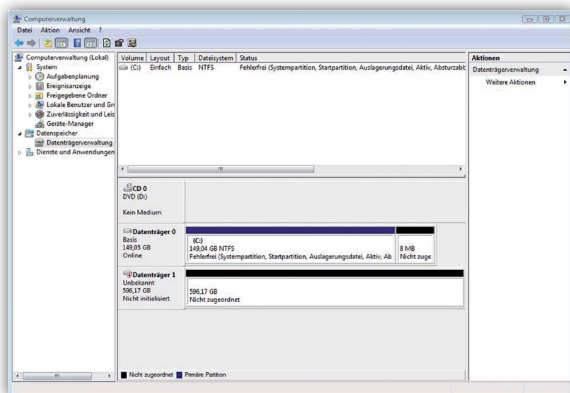 Computerverwaltung
Datei Aktion Ansicht ?
Computerverwaltung (Lokal)
System
Aufgabenplanung
Ereignisanzeige
Freigegebene Ordner
Lokale Benutzer und Gr
Zuverlässigkeit und Leis
Geräte-Manager
Datenspeicher
Datenträgerverwaltung
Dienste und Anwendungen
Volume Layout Typ Dateisystem Status
(C:) Einfach Basis NTFS Fehlerfrei (Systempartition, Startpartition, Auslagerungsdatei, Aktiv, Absturzabb
CD 0
DVD (D:)
Kein Medium
Datenträger 0
Basis
149,05 GB
Online
(C:)
149,04 GB NTFS
Fehlerfrei (Systempartition, Startpartition, Auslagerungsdatei, Aktiv, Ab
8 MB
Nicht zuge
Datenträger 1
Unbekannt
596,17 GB
Nicht initialisiert
596,17 GB
Nicht zugeordnet
Nicht zugeordnet Primäre Partition
Aktionen
Datenträgerverwaltung
Weitere Aktionen